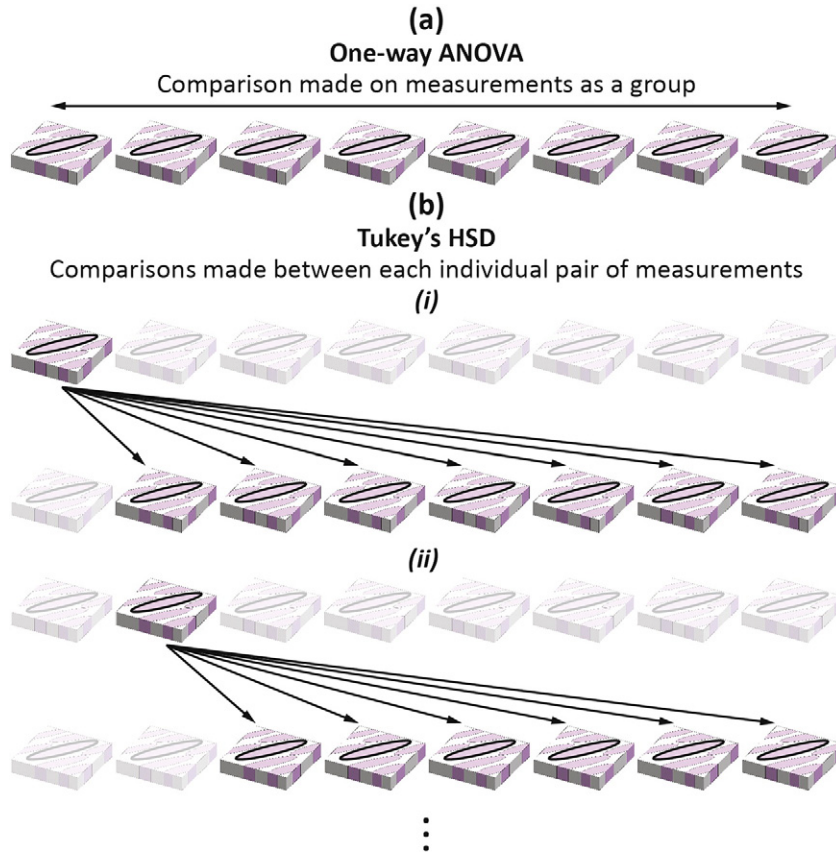 (a)
One-way ANOVA
Comparison made on measurements as a group
(b)
Tukey's HSD
Comparisons made between each individual pair of measurements
(i)
(ii)